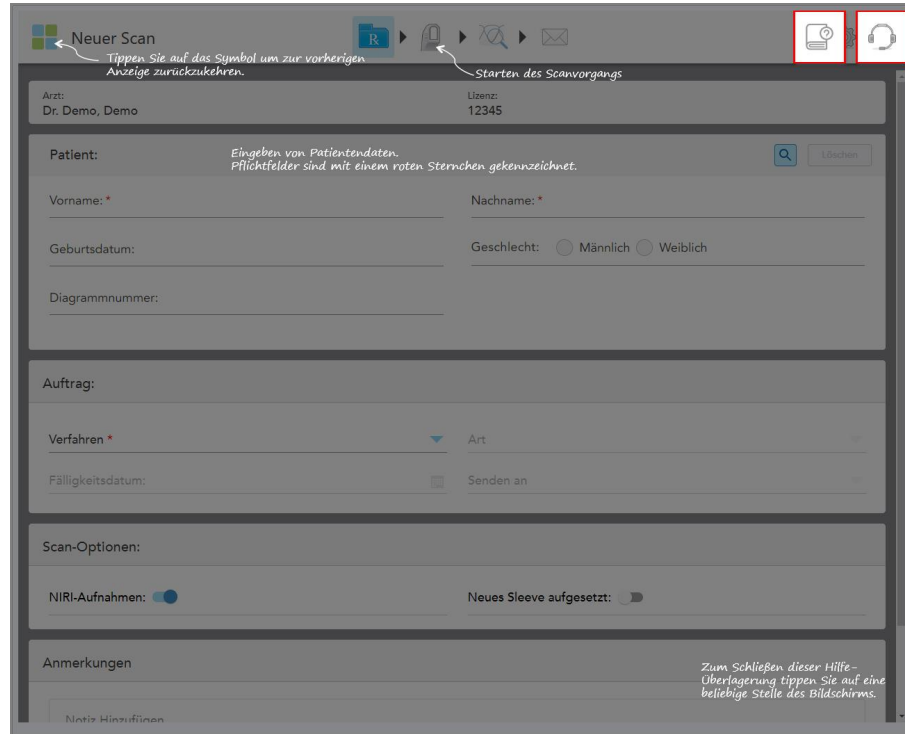 Neuer Scan
R
Tippen Sie auf das Symbol um zur vorherigen
Anzeige zurückzukehren.
Starten des Scanvorgangs
Arzt:
Dr. Demo, Demo
Lizenz:
12345
Patient:
Eingeben von Patientendaten.
Pflichtfelder sind mit einem roten Sternchen gekennzeichnet.
Löschen
Vorname: *
Nachname: *
Geburtsdatum:
Geschlecht: Männlich Weiblich
Diagrammnummer:
Auftrag:
Verfahren *
Art
Fälligkeitsdatum:
Senden an
Scan-Optionen:
NIRI-Aufnahmen:
Neues Sleeve aufgesetzt:
Anmerkungen
Zum Schließen dieser Hilfe-
Überlagerung tippen Sie auf eine
beliebige Stelle des Bildschirms.
Notiz Hinzufügen